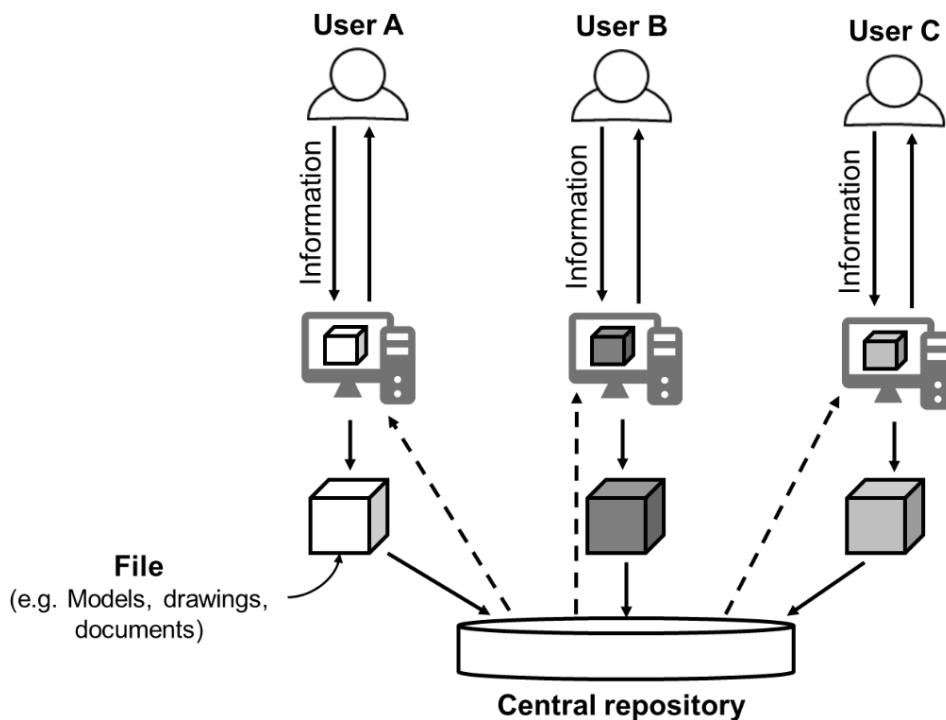 User A
User B
User C
Information
Information
Information
File
(e.g. Models, drawings,
documents)
Central repository